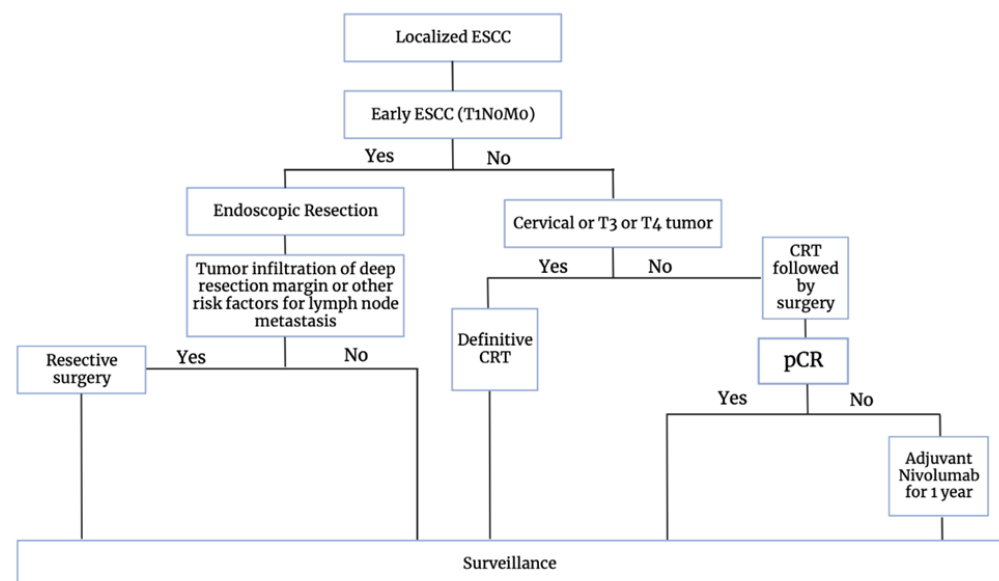 Localized ESCC
Early ESCC (T1N0M0)
Yes
No
Endoscopic Resection
Cervical or T3 or T4 tumor
Tumor infiltration of deep
resection margin or other
risk factors for lymph node
metastasis
Yes
No
CRT
followed
by
surgery
Definitive
CRT
pCR
Resective
surgery
Yes
No
Yes
No
Adjuvant
Nivolumab
for 1 year
Surveillance